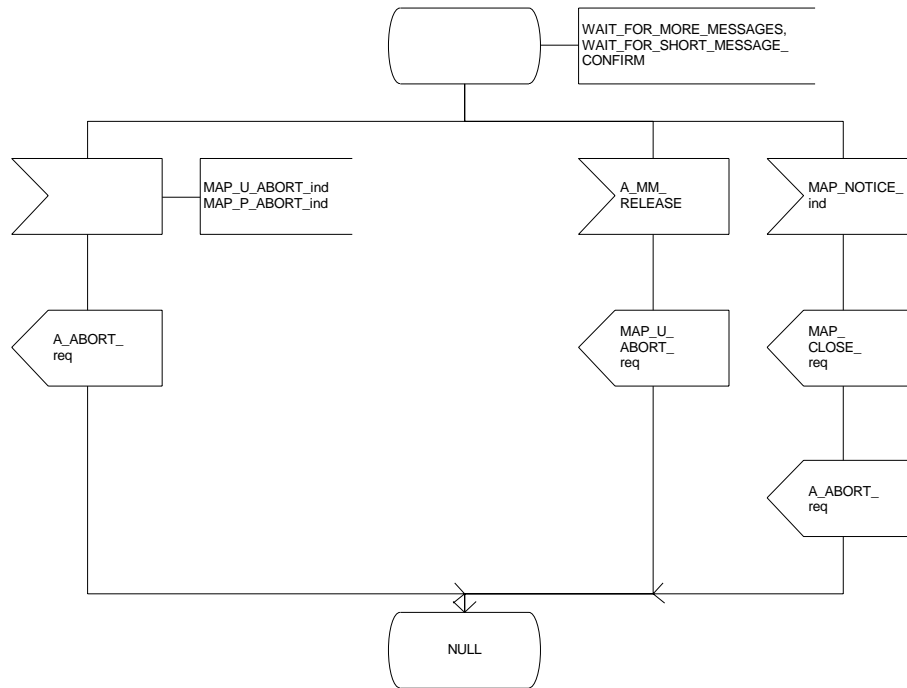 WAIT_FOR_MORE_MESSAGES,
WAIT_FOR_SHORT_MESSAGE_
CONFIRM
MAP_U_ABORT_ind
MAP_P_ABORT_ind
A_MM_
RELEASE
MAP_NOTICE_
ind
A_ABORT_
req
MAP_U_
ABORT_
req
MAP_
CLOSE_
req
A_ABORT_
req
NULL